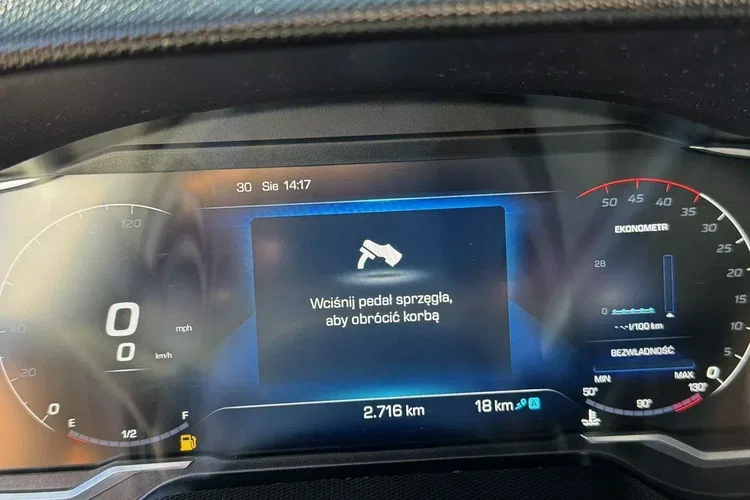 30 Sie 14:17
120
40
20
0
0 mph
0 km/h
E 1/2 F
Wciśnij pedał sprzęgła,
aby obrócić korbą
2.716 km
18 km A
50 45 40 35 30 25 20 15 10 5 0
EKONOMETR
28
0
-.-l/100 km
BEZWŁADNOŚĆ
MIN MAX
50° 90° 130°